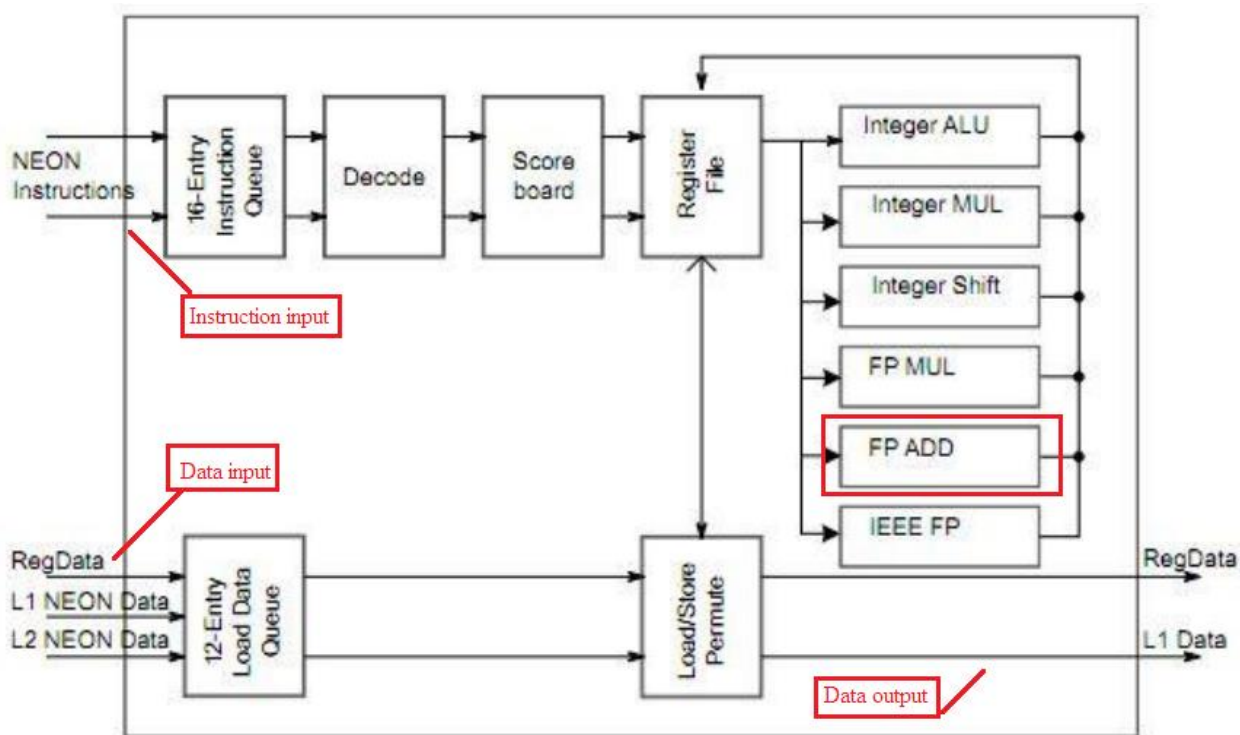 NEON
Instructions
16-Entry
Instruction
Queue
Decode
Score
board
Register
File
Integer ALU
Integer MUL
Integer Shift
FP MUL
FP ADD
IEEE FP
Instruction input
Data input
RegData
L1 NEON Data
L2 NEON Data
12-Entry
Load Data
Queue
Load/Store
Permute
RegData
L1 Data
Data output